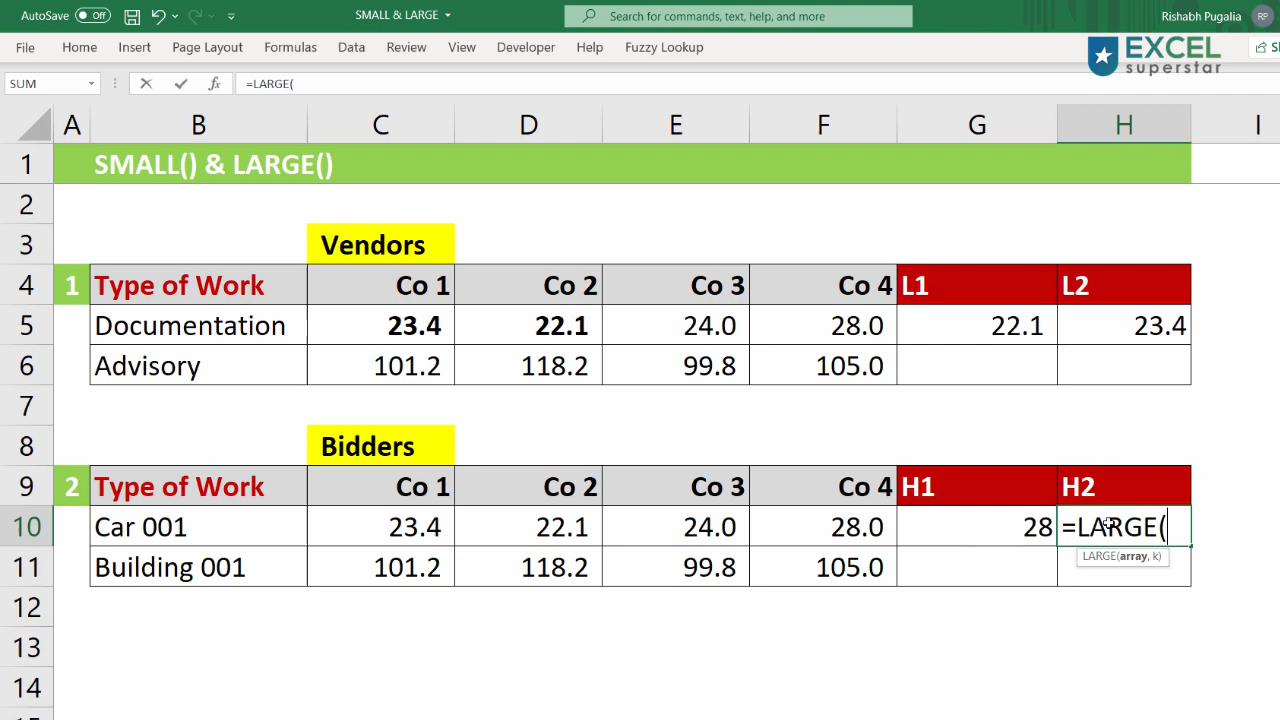 AutoSave Off SMALL & LARGE Search for commands, text, help, and more Rishabh Pugalia RP
File Home Insert Page Layout Formulas Data Review View Developer Help Fuzzy Lookup
EXCEL
superstar
SUM fx =LARGE(
A B C D E F G H I
1 SMALL() & LARGE()
2
3 Vendors
4 1 Type of Work Co 1 Co 2 Co 3 Co 4 L1 L2
5 Documentation 23.4 22.1 24.0 28.0 22.1 23.4
6 Advisory 101.2 118.2 99.8 105.0
7
8 Bidders
9 2 Type of Work Co 1 Co 2 Co 3 Co 4 H1 H2
10 Car 001 23.4 22.1 24.0 28.0 28 =LARGE(
LARGE(array, k)
11 Building 001 101.2 118.2 99.8 105.0
12
13
14